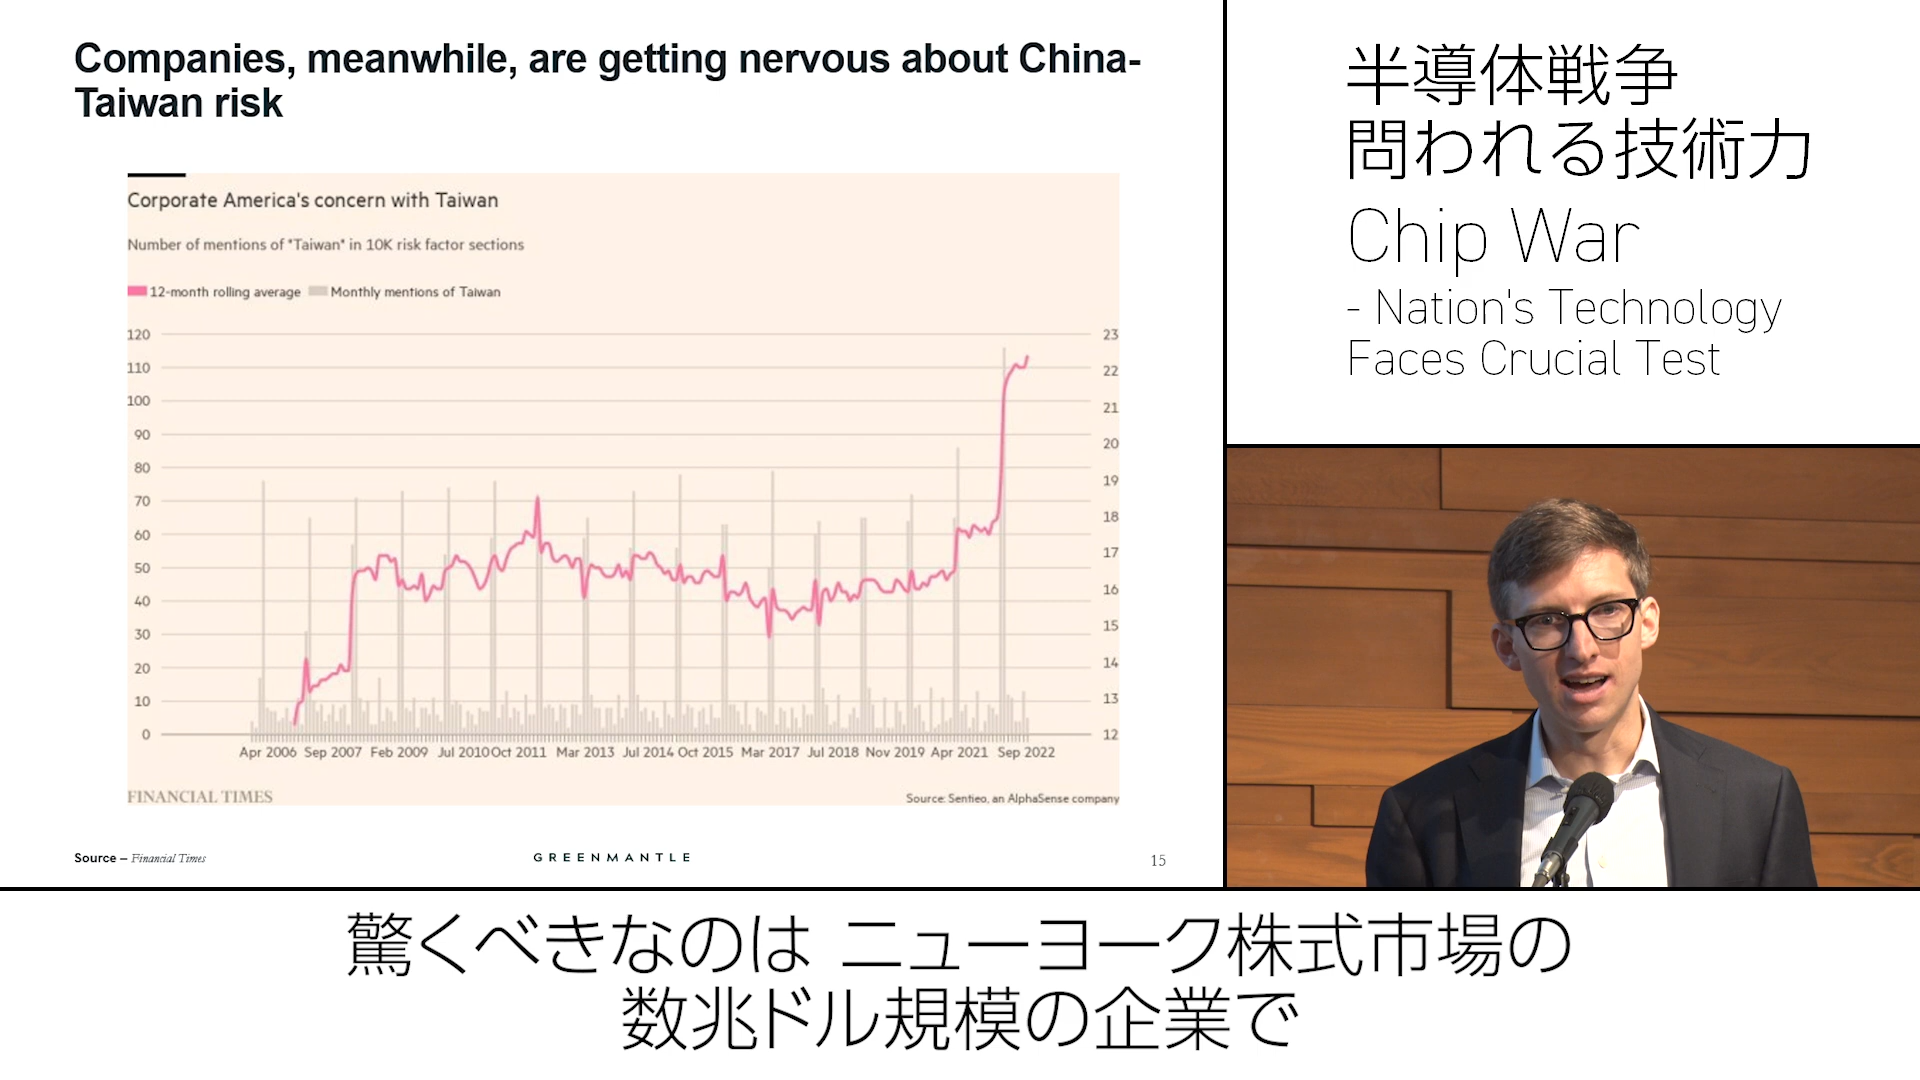 Companies, meanwhile, are getting nervous about China-
Taiwan risk
Corporate America's concern with Taiwan
Number of mentions of "Taiwan" in 10K risk factor sections
12-month rolling average Monthly mentions of Taiwan
120 23
110 22
100 21
90 20
80 19
70 18
60 17
50 16
40 15
30 14
20 13
10 12
0
Apr 2006 Sep 2007 Feb 2009 Jul 2010 Oct 2011 Mar 2013 Jul 2014 Oct 2015 Mar 2017 Jul 2018 Nov 2019 Apr 2021 Sep 2022
FINANCIAL TIMES
Source: Sentieo, an AlphaSense company
Source – Financial Times
GREENMANTLE
15
半導体戦争
問われる技術力
Chip War
- Nation's Technology
Faces Crucial Test
驚くべきなのは ニューヨーク株式市場の
数兆ドル規模の企業で